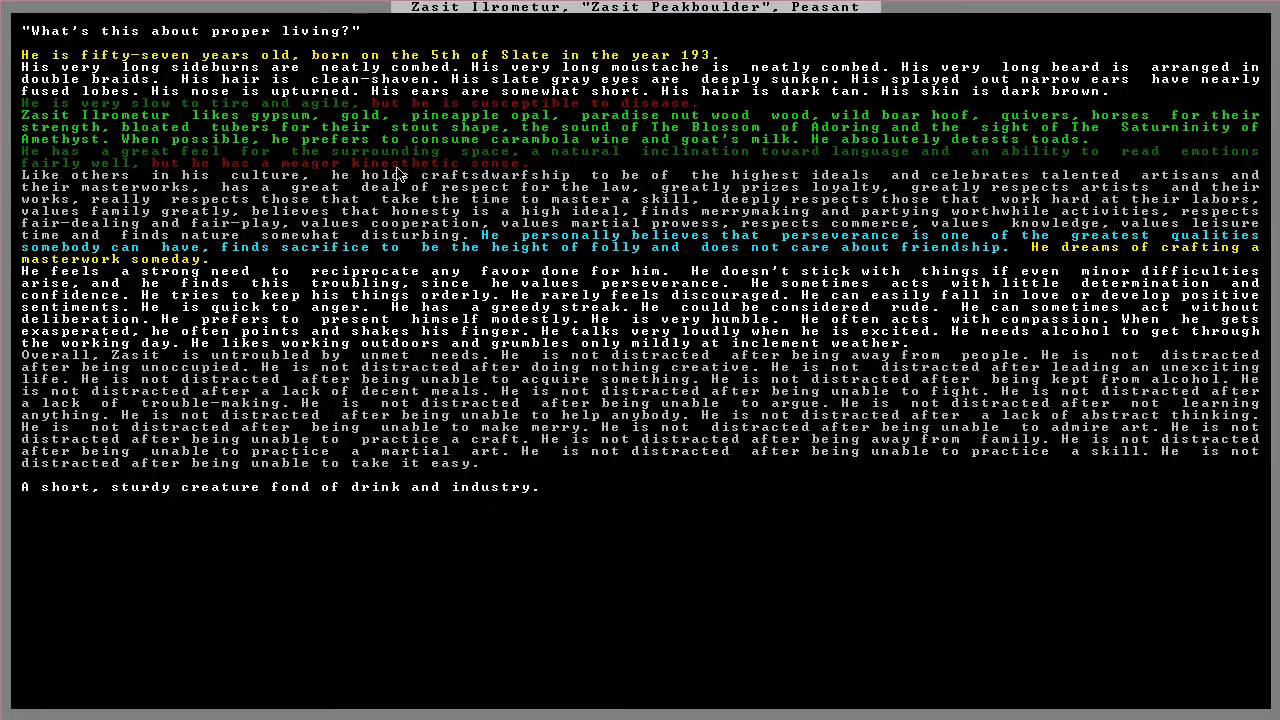 Zasit Ilrometur, "Zasit Peakboulder", Peasant
"What's this about proper living?"
He is fifty-seven years old, born on the 5th of Slate in the year 193.
His very long sideburns are neatly combed. His very long moustache is neatly combed. His very long beard is arranged in
double braids. His hair is clean-shaven. His slate gray eyes are deeply sunken. His splayed out narrow ears have nearly
fused lobes. His nose is upturned. His ears are somewhat short. His hair is dark tan. His skin is dark brown.
He is very slow to tire and agile, but he is susceptible to disease.
Zasit Ilrometur likes gypsum, gold, pineapple opal, paradise nut wood wood, wild boar hoof, quivers, horses for their
strength, bloated tubers for their stout shape, the sound of The Blossom of Adoring and the sight of The Saturninity of
Amethyst. When possible, he prefers to consume carambola wine and goat's milk. He absolutely detests toads.
He has a great feel for the surrounding space, a natural inclination toward language and an ability to read emotions
fairly well, but he has a meager kinesthetic sense.
Like others in his culture, he holds craftsdwarfship to be of the highest ideals and celebrates talented artisans and
their masterworks, has a great deal of respect for the law, greatly prizes loyalty, greatly respects artists and their
works, really respects those that take the time to master a skill, deeply respects those that work hard at their labors,
values family greatly, believes that honesty is a high ideal, finds merrymaking and partying worthwhile activities, respects
fair-dealing and fair-play, values cooperation, values martial prowess, respects commerce, values knowledge, values leisure
time and finds nature somewhat disturbing. He personally believes that perseverance is one of the greatest qualities
somebody can have, finds sacrifice to be the height of folly and does not care about friendship. He dreams of crafting a
masterwork someday.
He feels a strong need to reciprocate any favor done for him. He doesn't stick with things if even minor difficulties
arise, and he finds this troubling, since he values perseverance. He sometimes acts with little determination and
confidence. He tries to keep his things orderly. He rarely feels discouraged. He can easily fall in love or develop positive
sentiments. He is quick to anger. He has a greedy streak. He could be considered rude. He can sometimes act without
deliberation. He prefers to present himself modestly. He is very humble. He often acts with compassion. When he gets
exasperated, he often points and shakes his finger. He talks very loudly when he is excited. He needs alcohol to get through
the working day. He likes working outdoors and grumbles only mildly at inclement weather.
Overall, Zasit is untroubled by unmet needs. He is not distracted after being away from people. He is not distracted
after being unoccupied. He is not distracted after doing nothing creative. He is not distracted after leading an unexciting
life. He is not distracted after being unable to acquire something. He is not distracted after being kept from alcohol. He
is not distracted after a lack of decent meals. He is not distracted after being unable to fight. He is not distracted after
a lack of trouble-making. He is not distracted after being unable to argue. He is not distracted after not learning
anything. He is not distracted after being unable to help anybody. He is not distracted after a lack of abstract thinking.
He is not distracted after being unable to make merry. He is not distracted after being unable to admire art. He is not
distracted after being unable to practice a craft. He is not distracted after being away from family. He is not distracted
after being unable to practice a martial art. He is not distracted after being unable to practice a skill. He is not
distracted after being unable to take it easy.
A short, sturdy creature fond of drink and industry.